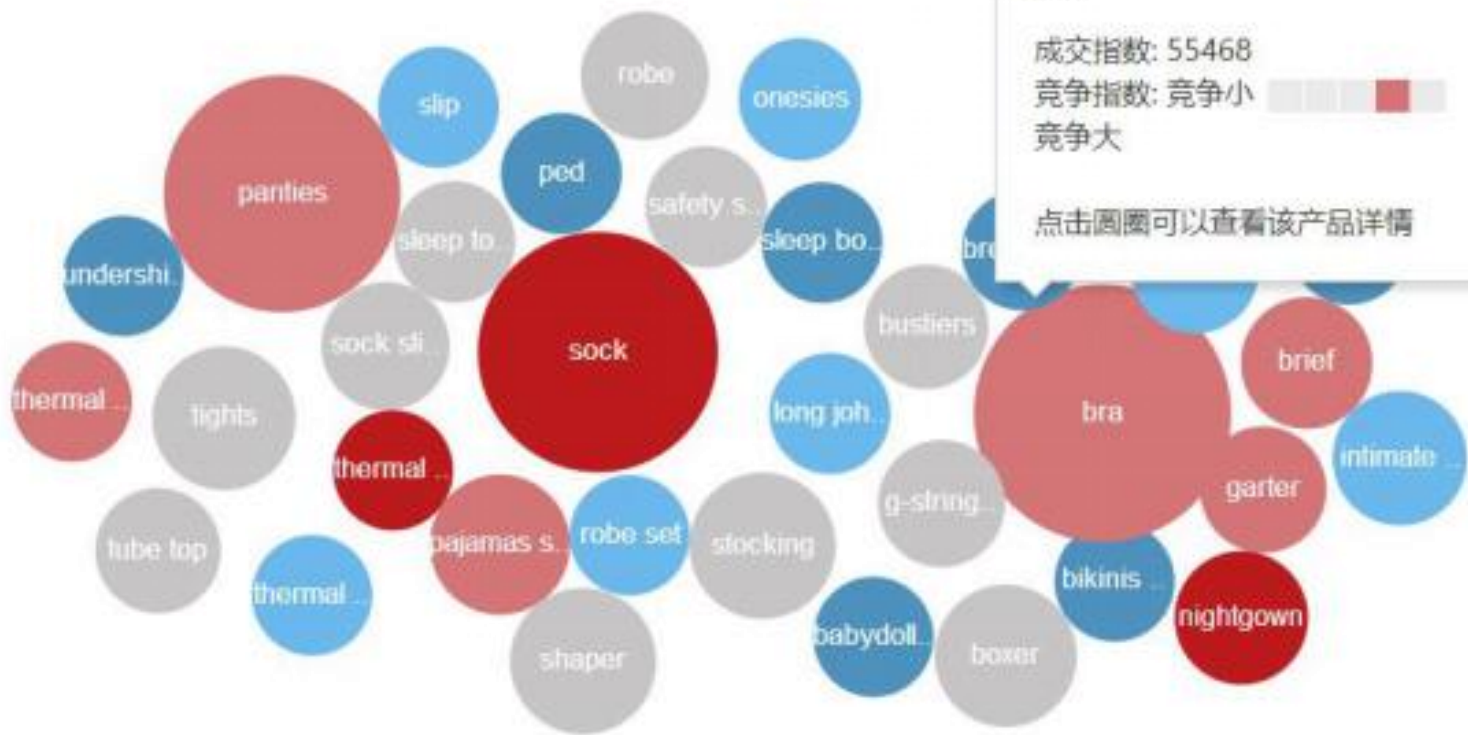 成交指数: 55468
竞争指数: 竞争小
竞争大
点击圆圈可以查看该产品详情
robe
onesies
slip
ped
panties
safety s...
sleep to...
sleep bo...
bre
undershi...
bustiers
sock sli...
sock
brief
thermal ...
tights
long joh...
bra
intimate ...
thermal ...
garter
g-string...
pajamas s...
robe set
stocking
tube top
thermal ...
bikinis ...
nightgown
babydoll...
shaper
boxer